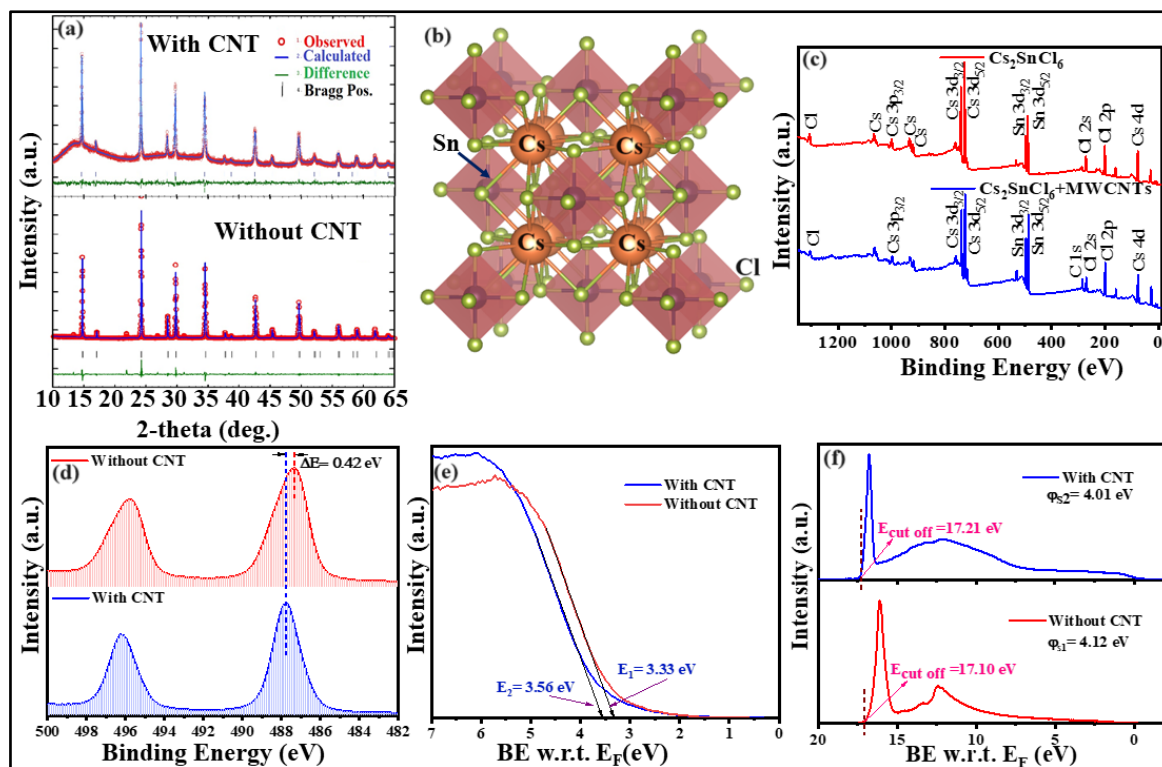 (a)
With CNT
1. Observed
2. Calculated
3. Difference
4. Bragg Pos.
Without CNT
Intensity (a.u.)
10 15 20 25 30 35 40 45 50 55 60 65
2-theta (deg.)
(b)
Sn
Cs Cs
Cs Cs
Cl
(c)
Cs₂SnCl₆
Cl
Cs
Cs 3p3/2
Cs
Cs
Cs 3d3/2
Cs 3d5/2
Sn 3d3/2
Sn 3d5/2
Cl 2s
Cl 2p
Cs 4d
Cs₂SnCl₆+MWCNTs
Cl
Cs 3p3/2
Cs 3d3/2
Cs 3d5/2
Sn 3d3/2
Sn 3d5/2
C 1s
Cl 2s
Cl 2p
Cs 4d
Intensity (a.u.)
1200 1000 800 600 400 200 0
Binding Energy (eV)
(d)
Without CNT
ΔE= 0.42 eV
With CNT
Intensity (a.u.)
500 498 496 494 492 490 488 486 484 482
Binding Energy (eV)
(e)
With CNT
Without CNT
E₁= 3.33 eV
E₂= 3.56 eV
Intensity (a.u.)
7 6 5 4 3 2 1 0
BE w.r.t. EF(eV)
(f)
With CNT
φS2= 4.01 eV
Ecut off =17.21 eV
Without CNT
φS1= 4.12 eV
Ecut off =17.10 eV
Intensity (a.u.)
20 15 10 5 0
BE w.r.t. EF (eV)